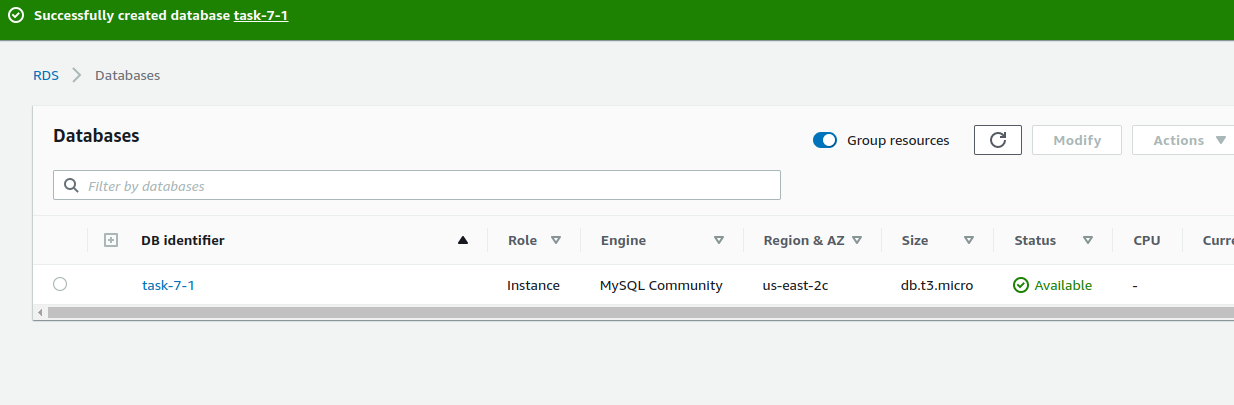 Successfully created database task-7-1
RDS > Databases
Databases
Group resources
Modify
Actions
Filter by databases
DB identifier Role Engine Region & AZ Size Status CPU Curre
task-7-1 Instance MySQL Community us-east-2c db.t3.micro Available -